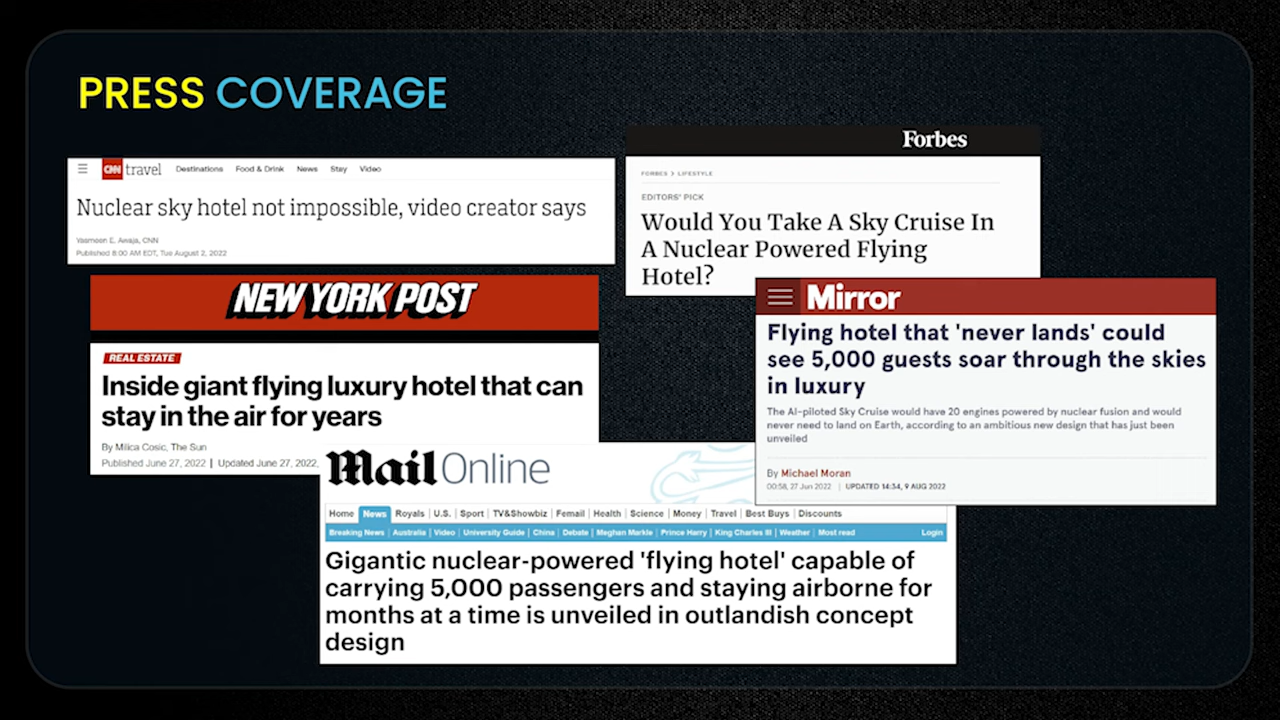 PRESS COVERAGE
CNN travel Destinations Food & Drink News Stay Video
Nuclear sky hotel not impossible, video creator says
Yasmeen E. Awaja, CNN
Published 8:00 AM EDT, Tue August 2, 2022
Forbes
FORBES > LIFESTYLE
EDITORS' PICK
Would You Take A Sky Cruise In
A Nuclear Powered Flying
Hotel?
NEW YORK POST
REAL ESTATE
Inside giant flying luxury hotel that can
stay in the air for years
By Milica Cosic, The Sun
Published June 27, 2022 | Updated June 27, 2022,
Mirror
Flying hotel that 'never lands' could
see 5,000 guests soar through the skies
in luxury
The AI-piloted Sky Cruise would have 20 engines powered by nuclear fusion and would
never need to land on Earth, according to an ambitious new design that has just been
unveiled
By Michael Moran
00:58, 27 Jun 2022 | UPDATED 14:34, 9 AUG 2022
Mail Online
Home News Royals U.S. Sport TV&Showbiz Femail Health Science Money Travel Best Buys Discounts
Breaking News Australia Video University Guide China Debate Meghan Markle Prince Harry King Charles III Weather Most read Login
Gigantic nuclear-powered 'flying hotel' capable of
carrying 5,000 passengers and staying airborne for
months at a time is unveiled in outlandish concept
design